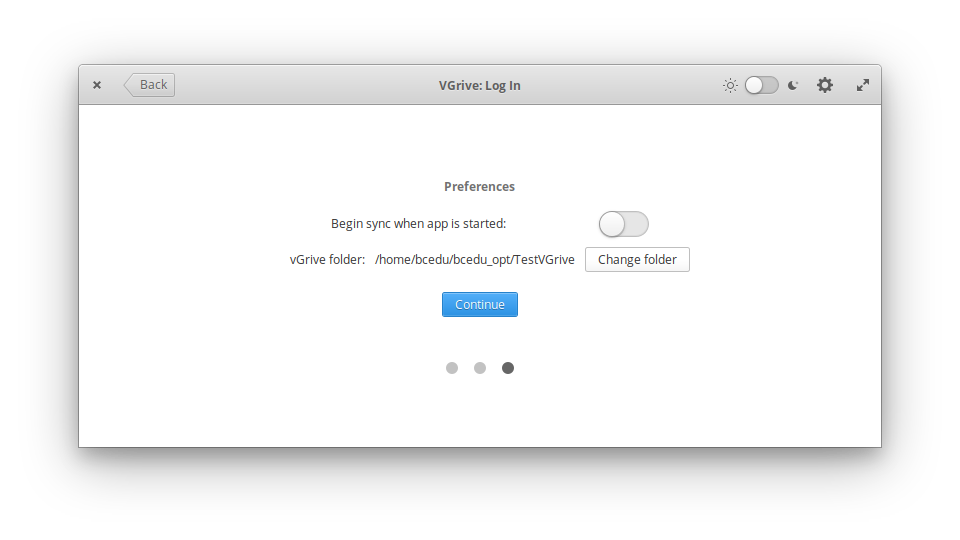 Back
VGrive: Log In
Preferences
Begin sync when app is started:
vGrive folder: /home/bcedu/bcedu_opt/TestVGrive Change folder
Continue